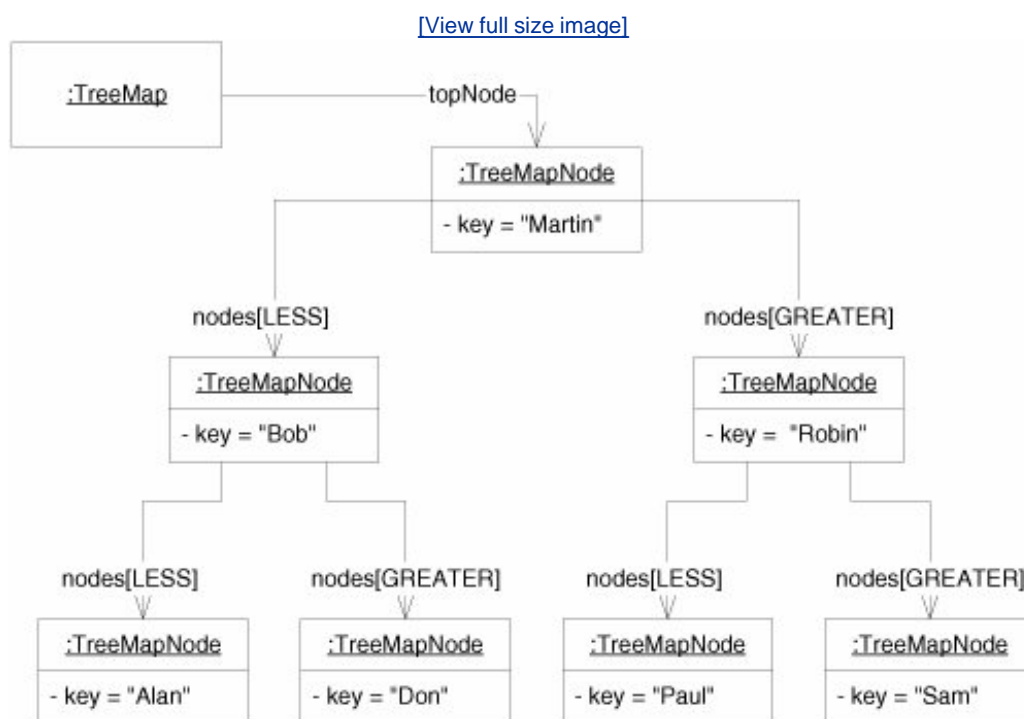 [View full size image]
:TreeMap
topNode
:TreeMapNode
- key = "Martin"
nodes[LESS]
nodes[GREATER]
:TreeMapNode
:TreeMapNode
- key = "Bob"
- key = "Robin"
nodes[LESS]
nodes[GREATER]
nodes[LESS]
nodes[GREATER]
:TreeMapNode
:TreeMapNode
:TreeMapNode
:TreeMapNode
- key = "Alan"
- key = "Don"
- key = "Paul"
- key = "Sam"